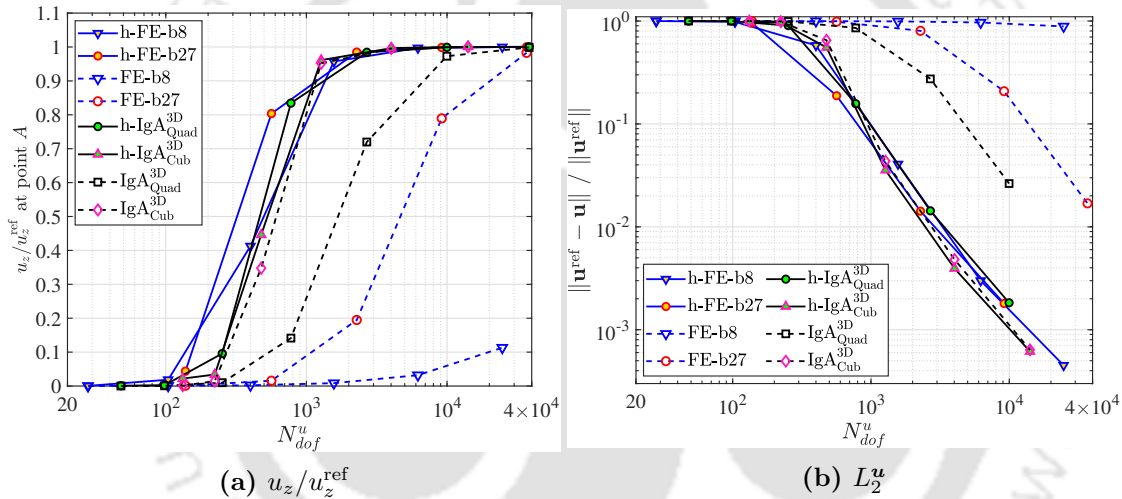 1
0.9
0.8
0.7
0.6
0.5
0.4
0.3
0.2
0.1
0
u_z/u_z^ref at point A
h-FE-b8
h-FE-b27
FE-b8
FE-b27
h-IgA^3D_Quad
h-IgA^3D_Cub
IgA^3D_Quad
IgA^3D_Cub
20 10^2 10^3 10^4 4×10^4
N^u_dof
(a) u_z/u_z^ref
10^0
10^-1
10^-2
10^-3
||u^ref − u|| / ||u^ref||
h-FE-b8 h-IgA^3D_Quad
h-FE-b27 h-IgA^3D_Cub
FE-b8 IgA^3D_Quad
FE-b27 IgA^3D_Cub
20 10^2 10^3 10^4 4×10^4
N^u_dof
(b) L_2^u